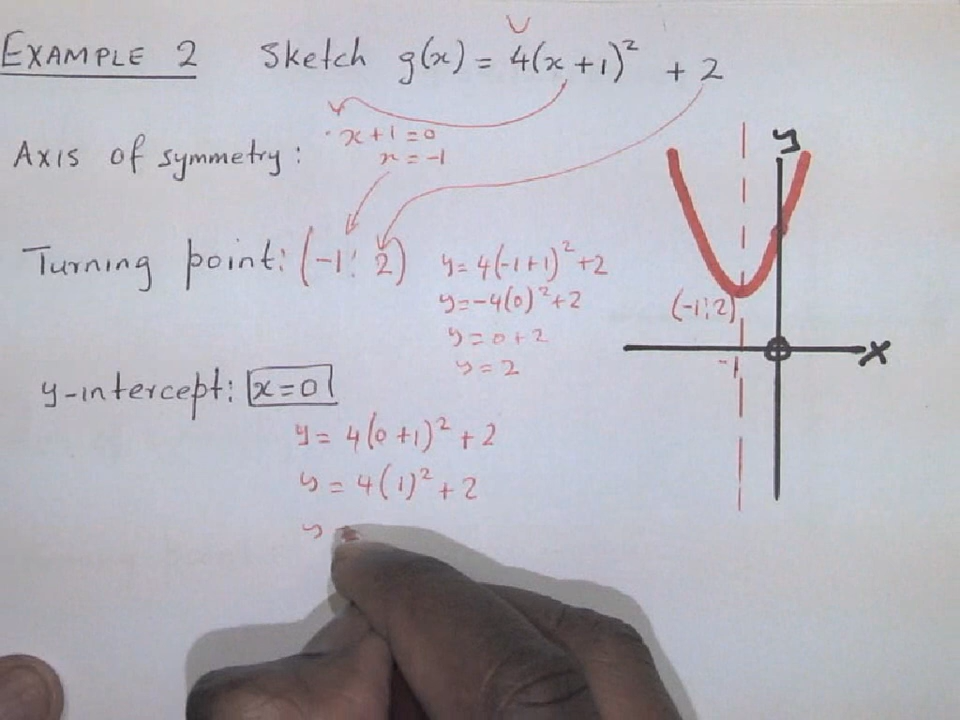 EXAMPLE 2 Sketch g(x) = 4(x+1)² + 2
Axis of symmetry:
x+1=0
x=-1
Turning point: (-1; 2)
y=4(-1+1)²+2
y=-4(0)²+2
y=0+2
y=2
y-intercept: x=0
y = 4(0+1)² + 2
y = 4(1)² + 2
y =
y
(-1;2)
-1
x